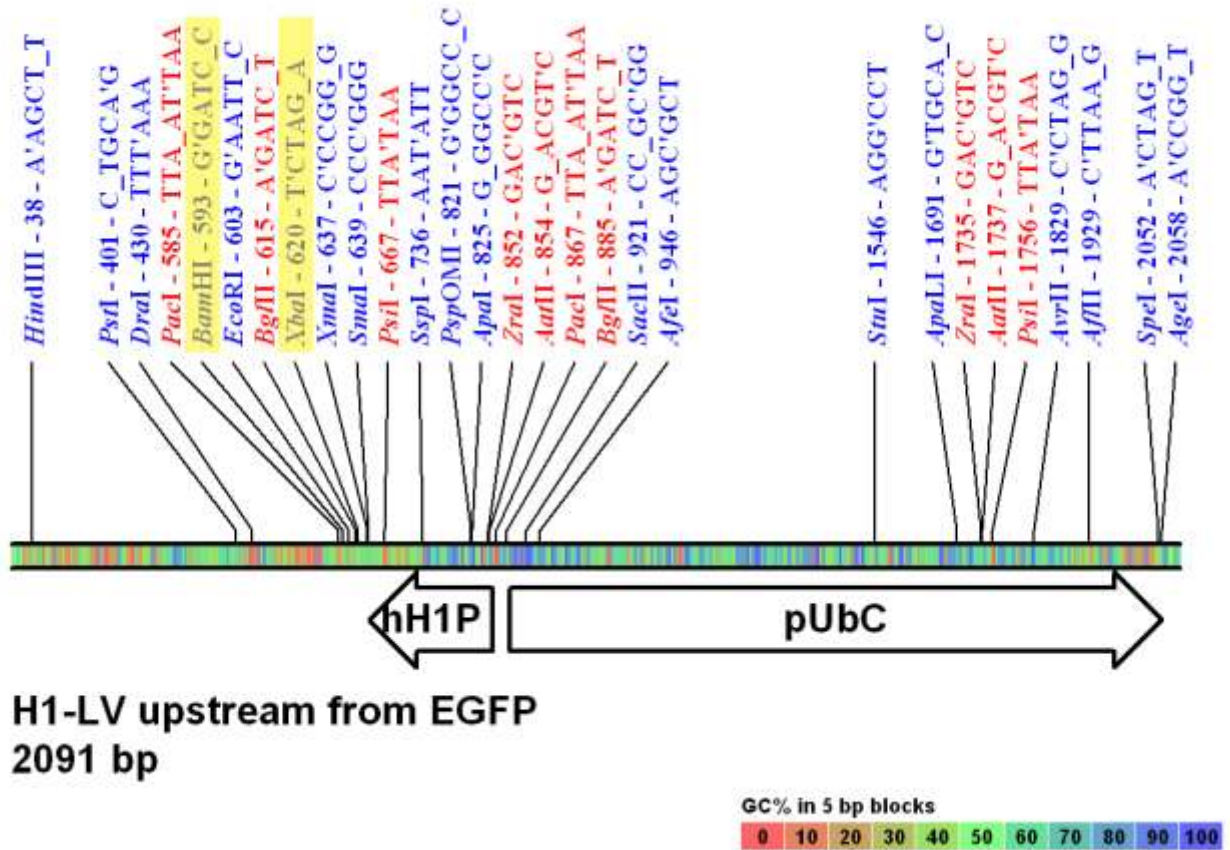 HindIII - 38 - A'AGCT_T
PstI - 401 - C_TGCA'G
DraI - 430 - TTT'AAA
PacI - 585 - TTA_AT'TAA
BamHI - 593 - G'GATC_C
EcoRI - 603 - G'AATT_C
BglII - 615 - A'GATC_T
XbaI - 620 - T'CTAG_A
XmaI - 637 - C'CCGG_G
SmaI - 639 - CCC'GGG
PsiI - 667 - TTA'TAA
SspI - 736 - AAT'ATT
PspOMI - 821 - G'GGCC_C
ApaI - 825 - G_GGCC'C
ZraI - 852 - GAC'GTC
AatII - 854 - G_ACGT'C
PacI - 867 - TTA_AT'TAA
BglII - 885 - A'GATC_T
SacII - 921 - CC_GC'GG
AfeI - 946 - AGC'GCT
StuI - 1546 - AGG'CCT
ApaLI - 1691 - G'TGCA_C
ZraI - 1735 - GAC'GTC
AatII - 1737 - G_ACGT'C
PsiI - 1756 - TTA'TAA
AvrII - 1829 - C'CTAG_G
AflII - 1929 - C'TTAA_G
SpeI - 2052 - A'CTAG_T
AgeI - 2058 - A'CCGG_T
hH1P
pUbC
H1-LV upstream from EGFP
2091 bp
GC% in 5 bp blocks
0 10 20 30 40 50 60 70 80 90 100